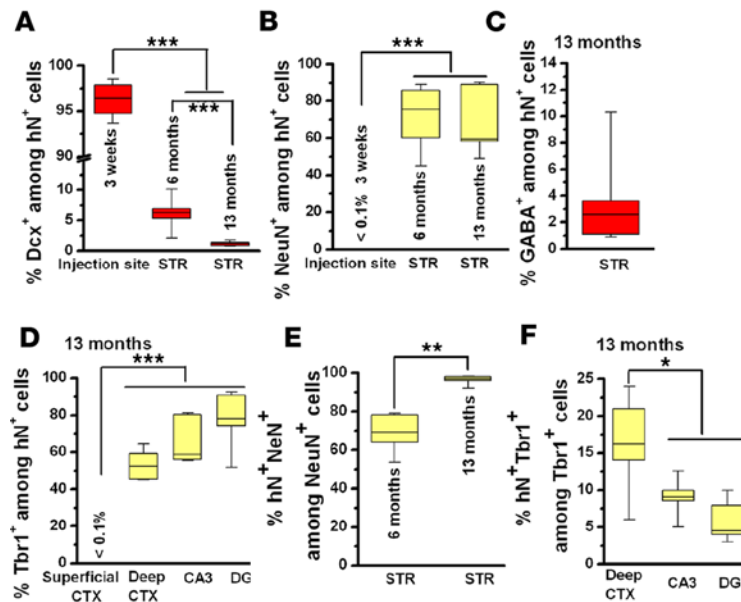 A
% Dcx+ among hN+ cells
100
95
90
10
5
0
***
***
3 weeks
6 months
13 months
Injection site STR STR
B
% NeuN+ among hN+ cells
100
80
60
40
20
0
***
< 0.1% 3 weeks
6 months
13 months
Injection site STR STR
C
13 months
% GABA+ among hN+ cells
14
12
10
8
6
4
2
0
STR
D
13 months
% Tbr1+ among hN+ cells
100
80
60
40
20
0
***
< 0.1%
Superficial CTX
Deep CTX
CA3
DG
E
% hN+NeN+
among NeuN+ cells
100
80
60
40
20
0
**
6 months
13 months
STR STR
F
13 months
% hN+Tbr1+
among Tbr1+ cells
25
20
15
10
5
0
*
Deep CTX
CA3
DG